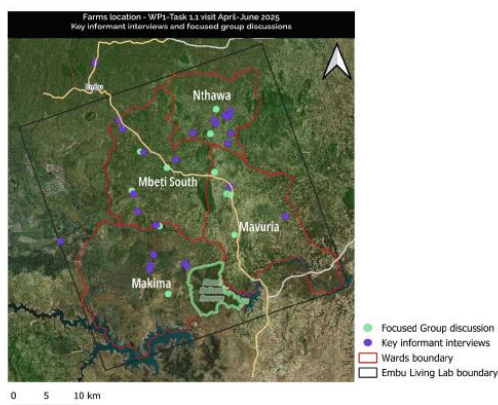 Farms location - WP1-Task 1.1 visit April-June 2025
Key informant interviews and focused group discussions
Embu
Nthawa
Mbeti South
Mavuria
Makima
Reserve
Focused Group discussion
Key informant interviews
Wards boundary
Embu Living Lab boundary
0 5 10 km